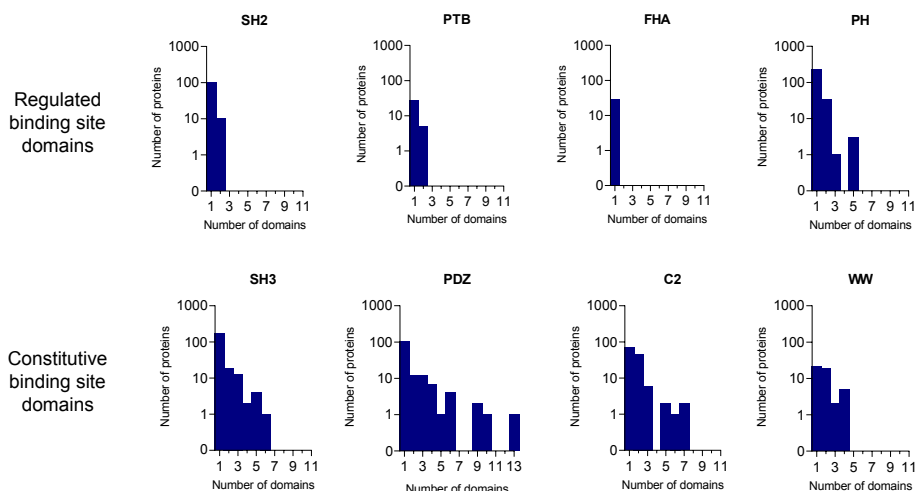 SH2
PTB
FHA
PH
Regulated
binding site
domains
Number of proteins
1000
100
10
1
0
1 3 5 7 9 11
Number of domains
Number of proteins
1000
100
10
1
0
1 3 5 7 9 11
Number of domains
Number of proteins
1000
100
10
1
0
1 3 5 7 9 11
Number of domains
Number of proteins
1000
100
10
1
0
1 3 5 7 9 11
Number of domains
SH3
PDZ
C2
WW
Constitutive
binding site
domains
Number of proteins
1000
100
10
1
0
1 3 5 7 9 11
Number of domains
Number of proteins
1000
100
10
1
0
1 3 5 7 9 11 13
Number of domains
Number of proteins
1000
100
10
1
0
1 3 5 7 9 11
Number of domains
Number of proteins
1000
100
10
1
0
1 3 5 7 9 11
Number of domains